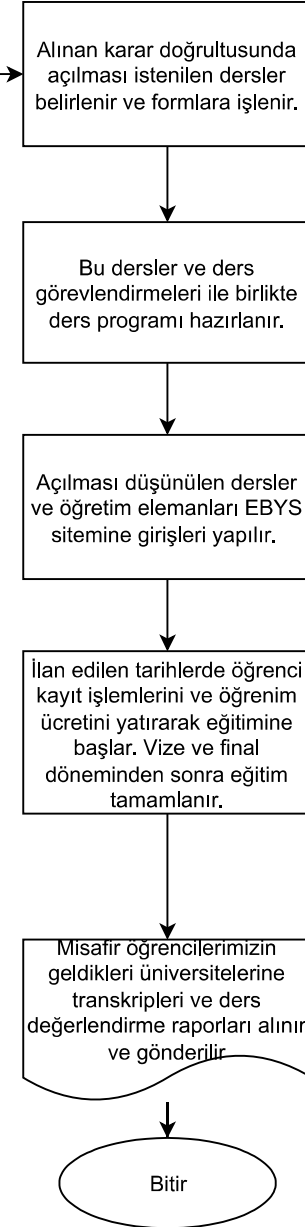 Alınan karar doğrultusunda
açılması istenilen dersler
belirlenir ve formlara işlenir.
Bu dersler ve ders
görevlendirmeleri ile birlikte
ders programı hazırlanır.
Açılması düşünülen dersler
ve öğretim elemanları EBYS
sitemine girişleri yapılır.
İlan edilen tarihlerde öğrenci
kayıt işlemlerini ve öğrenim
ücretini yatırarak eğitimine
başlar. Vize ve final
döneminden sonra eğitim
tamamlanır.
Misafir öğrencilerimizin
geldikleri üniversitelerine
transkripleri ve ders
değerlendirme raporları alınır
ve gönderilir
Bitir